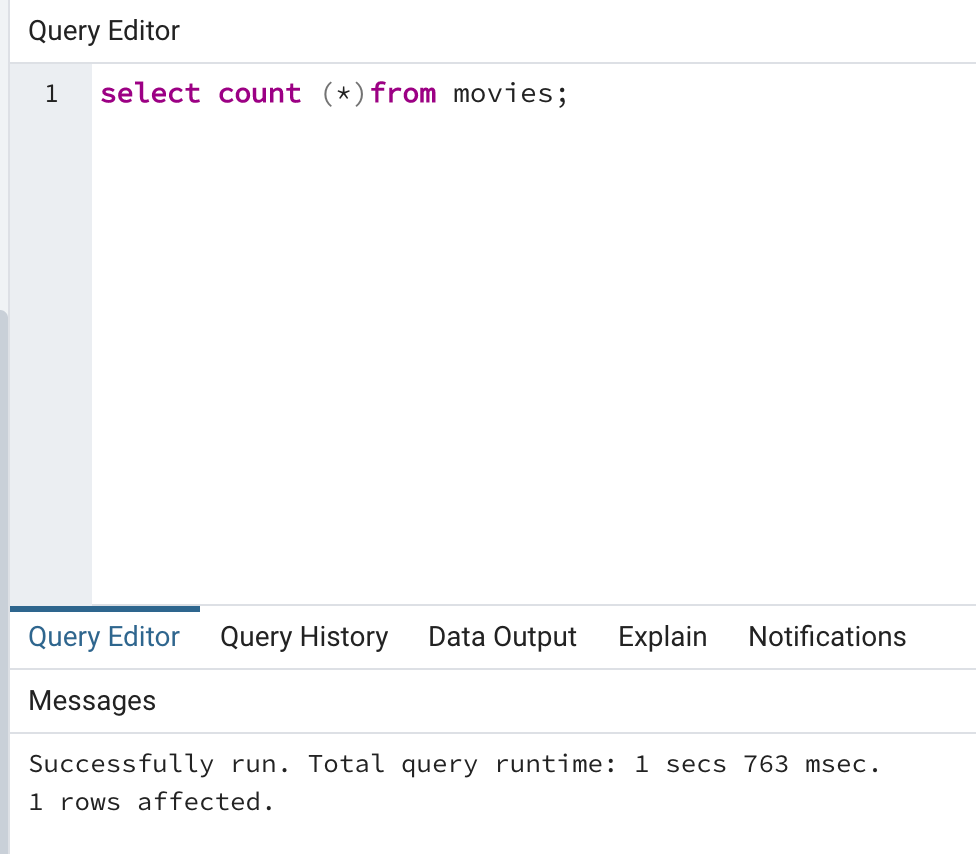 Query Editor
1 select count (*)from movies;
Query Editor Query History Data Output Explain Notifications
Messages
Successfully run. Total query runtime: 1 secs 763 msec.
1 rows affected.